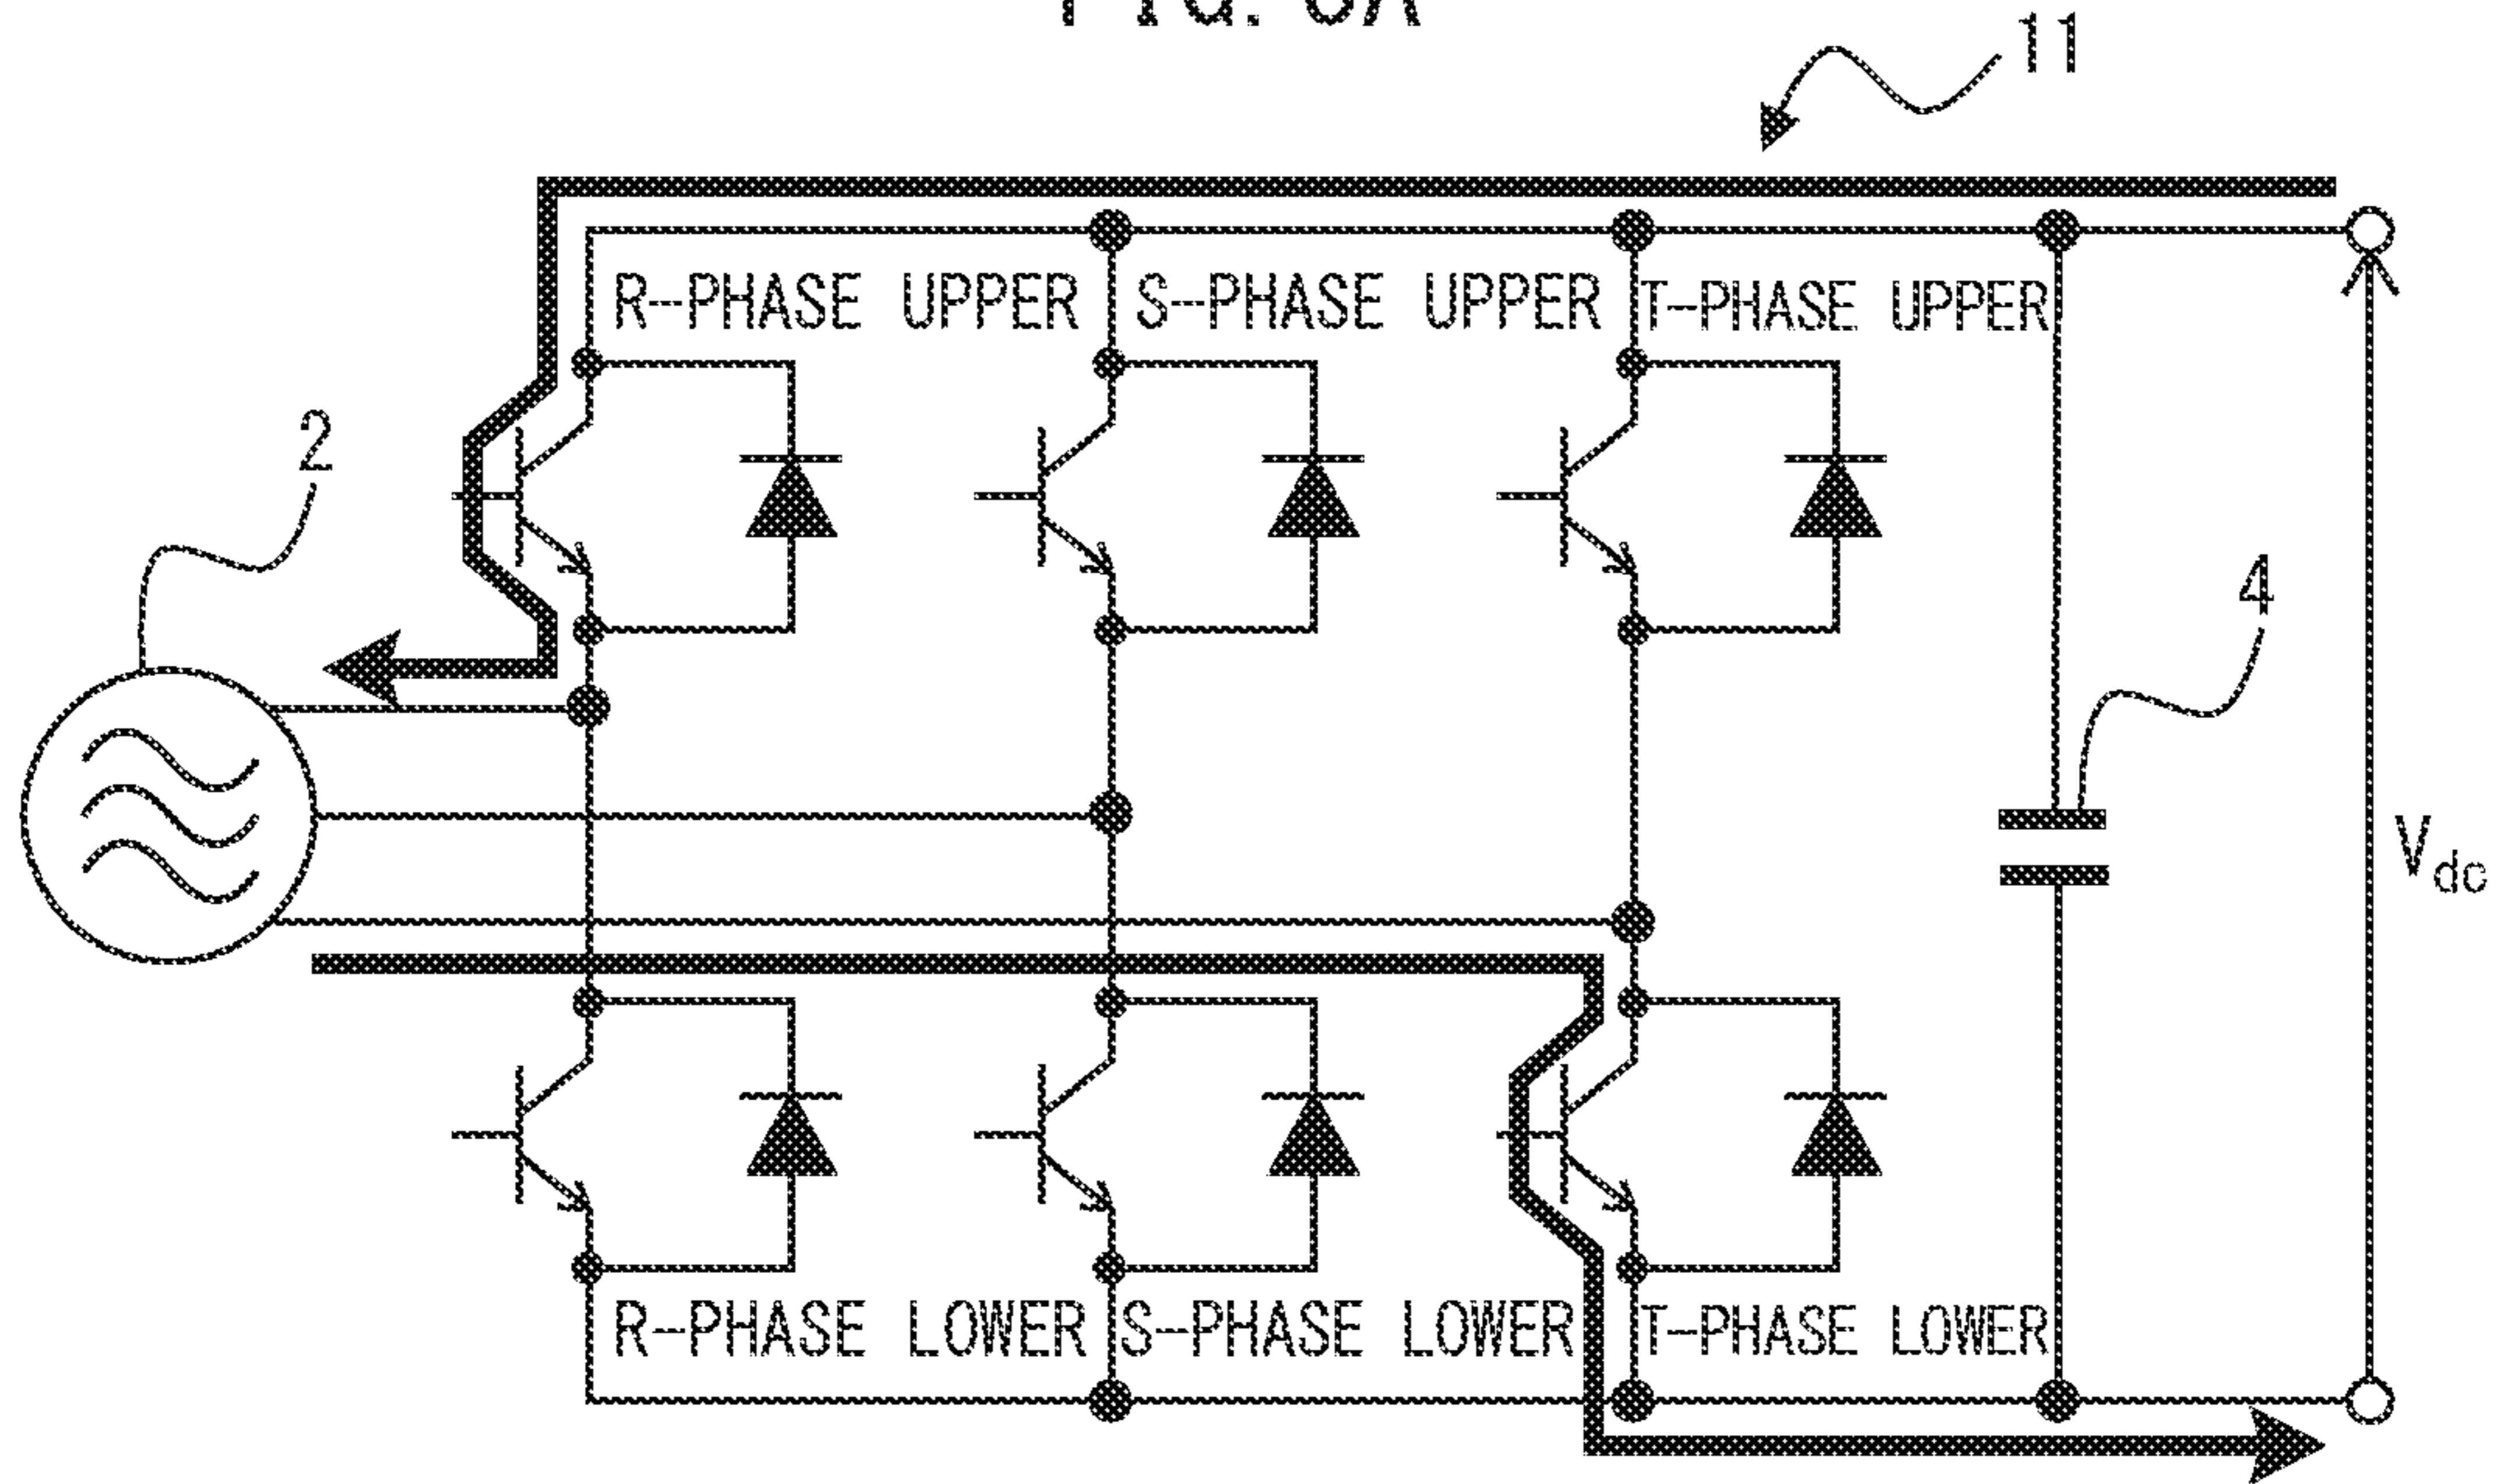 11
R-PHASE UPPER S-PHASE UPPER T-PHASE UPPER
2
4
Vdc
R-PHASE LOWER S-PHASE LOWER T-PHASE LOWER